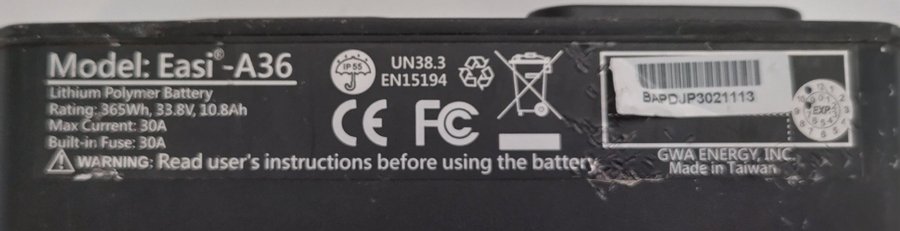 Model: Easi®-A36
Lithium Polymer Battery
Rating: 365Wh, 33.8V, 10.8Ah
Max Current: 30A
Built-in Fuse: 30A
WARNING: Read user's instructions before using the battery
IP55
UN38.3
EN15194
CE FC
BAPDJP3021113
EXP
GWA ENERGY, INC.
Made in Taiwan